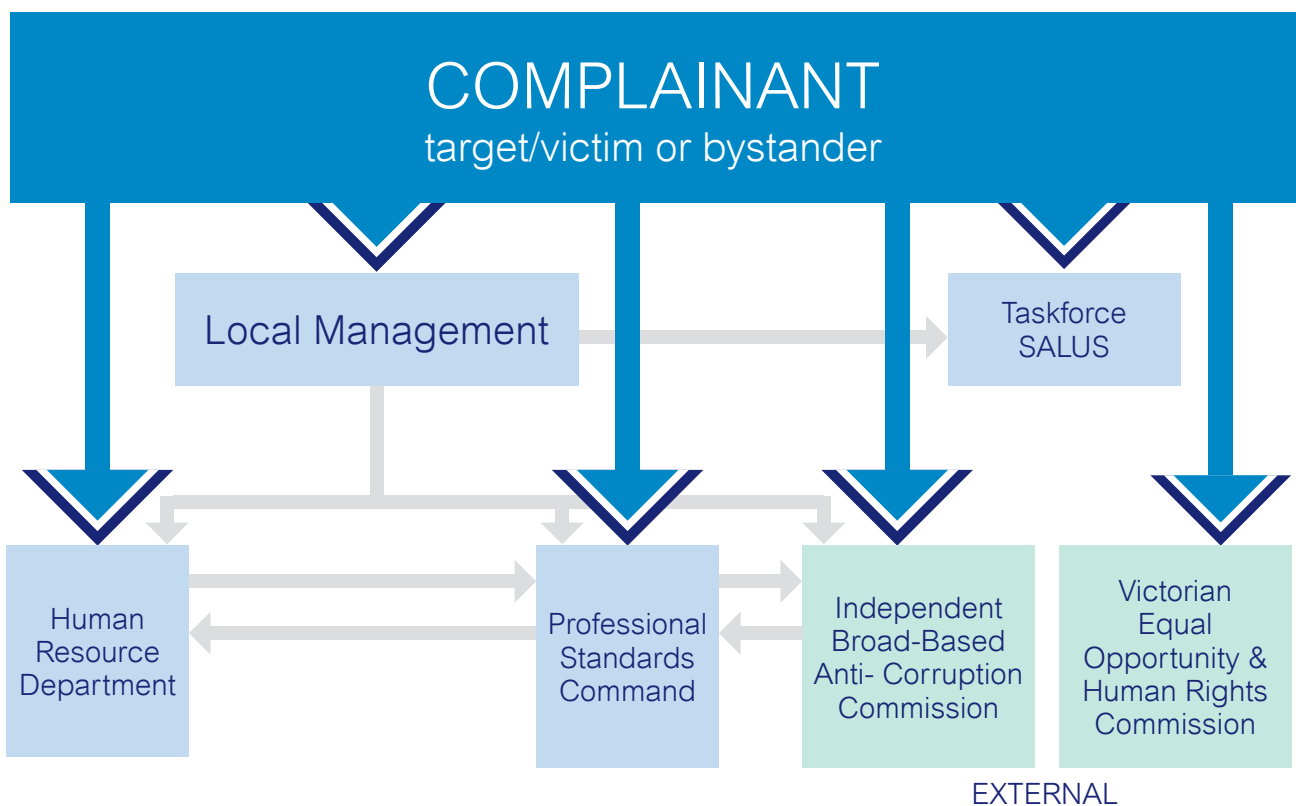 COMPLAINANT
target/victim or bystander
Local Management
Taskforce
SALUS
Human
Resource
Department
Professional
Standards
Command
Independent
Broad-Based
Anti- Corruption
Commission
Victorian
Equal
Opportunity &
Human Rights
Commission
EXTERNAL